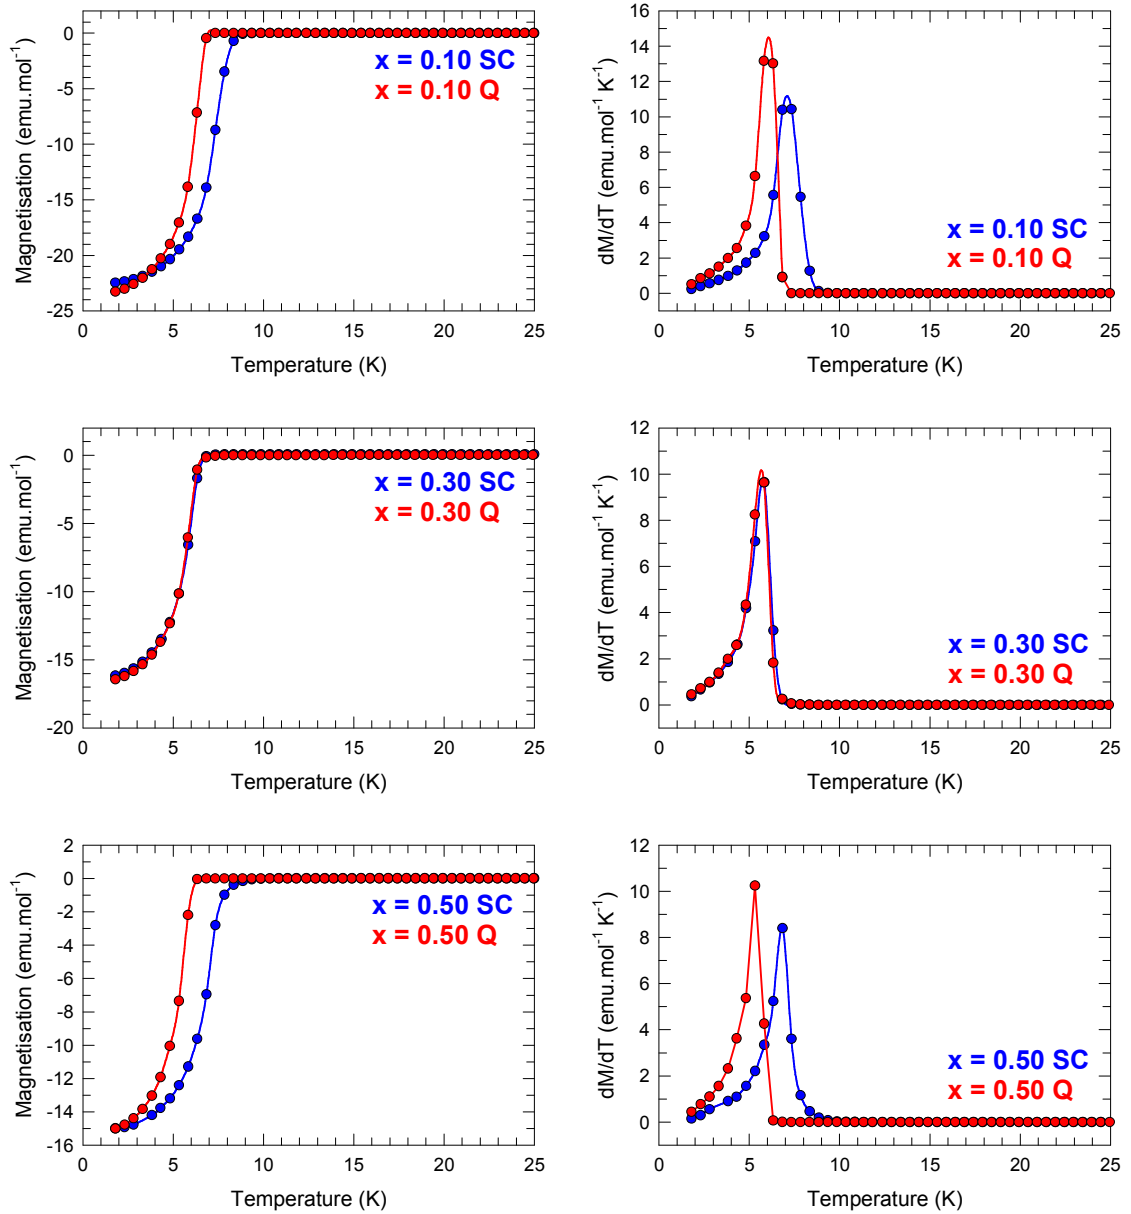 Magnetisation (emu.mol-1)
0
-5
-10
-15
-20
-25
x = 0.10 SC
x = 0.10 Q
0 5 10 15 20 25
Temperature (K)
dM/dT (emu.mol-1 K-1)
16
14
12
10
8
6
4
2
0
x = 0.10 SC
x = 0.10 Q
0 5 10 15 20 25
Temperature (K)
Magnetisation (emu.mol-1)
0
-5
-10
-15
-20
x = 0.30 SC
x = 0.30 Q
0 5 10 15 20 25
Temperature (K)
dM/dT (emu.mol-1 K-1)
12
10
8
6
4
2
0
x = 0.30 SC
x = 0.30 Q
0 5 10 15 20 25
Temperature (K)
Magnetisation (emu.mol-1)
2
0
-2
-4
-6
-8
-10
-12
-14
-16
x = 0.50 SC
x = 0.50 Q
0 5 10 15 20 25
Temperature (K)
dM/dT (emu.mol-1 K-1)
12
10
8
6
4
2
0
x = 0.50 SC
x = 0.50 Q
0 5 10 15 20 25
Temperature (K)